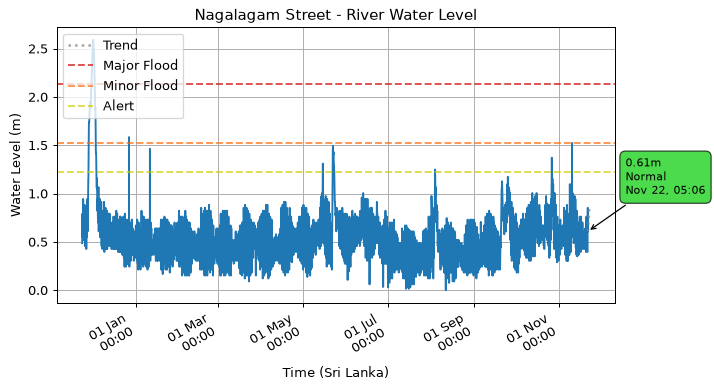 Nagalagam Street - River Water Level
Water Level (m)
2.5
2.0
1.5
1.0
0.5
0.0
Trend
Major Flood
Minor Flood
Alert
0.61m
Normal
Nov 22, 05:06
01 Jan
00:00
01 Mar
00:00
01 May
00:00
01 Jul
00:00
01 Sep
00:00
01 Nov
00:00
Time (Sri Lanka)